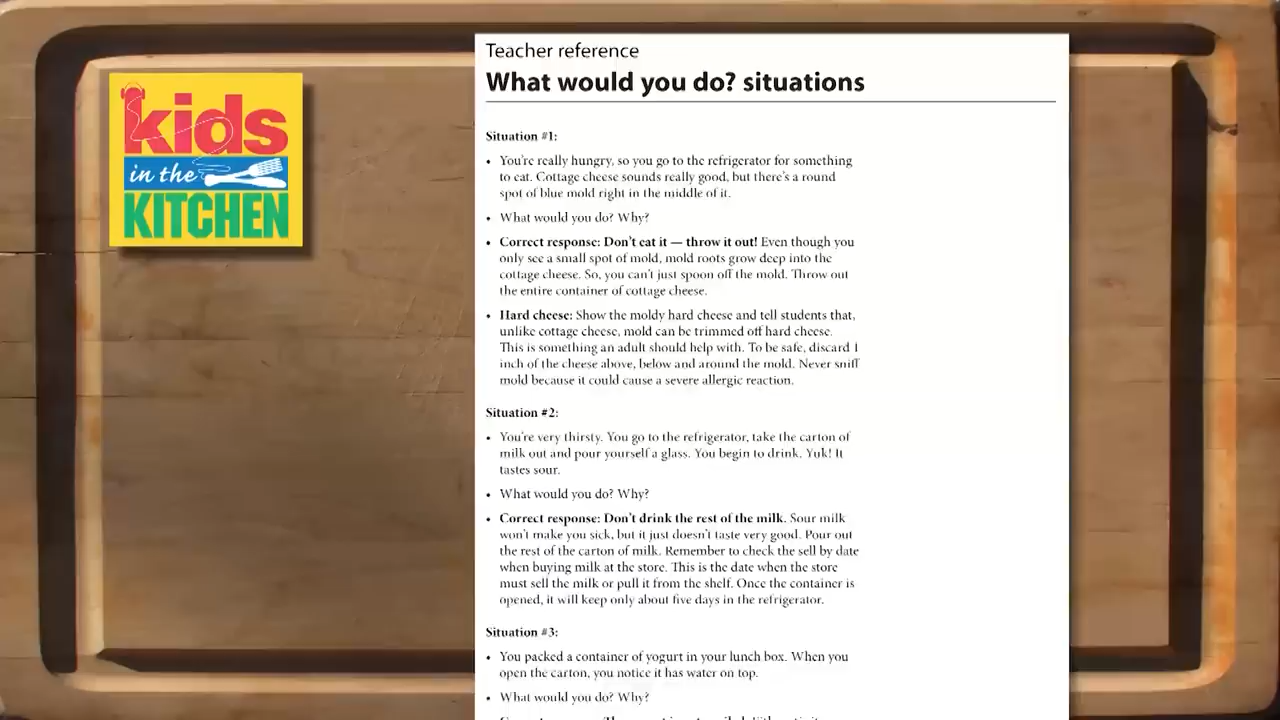 kids
in the
KITCHEN
Teacher reference
What would you do? situations
Situation #1:
• You're really hungry, so you go to the refrigerator for something
to eat. Cottage cheese sounds really good, but there's a round
spot of blue mold right in the middle of it.
• What would you do? Why?
• Correct response: Don't eat it — throw it out! Even though you
only see a small spot of mold, mold roots grow deep into the
cottage cheese. So, you can't just spoon off the mold. Throw out
the entire container of cottage cheese.
• Hard cheese: Show the moldy hard cheese and tell students that,
unlike cottage cheese, mold can be trimmed off hard cheese.
This is something an adult should help with. To be safe, discard 1
inch of the cheese above, below and around the mold. Never sniff
mold because it could cause a severe allergic reaction.
Situation #2:
• You're very thirsty. You go to the refrigerator, take the carton of
milk out and pour yourself a glass. You begin to drink. Yuk! It
tastes sour.
• What would you do? Why?
• Correct response: Don't drink the rest of the milk. Sour milk
won't make you sick, but it just doesn't taste very good. Pour out
the rest of the carton of milk. Remember to check the sell by date
when buying milk at the store. This is the date when the store
must sell the milk or pull it from the shelf. Once the container is
opened, it will keep only about five days in the refrigerator.
Situation #3:
• You packed a container of yogurt in your lunch box. When you
open the carton, you notice it has water on top.
• What would you do? Why?